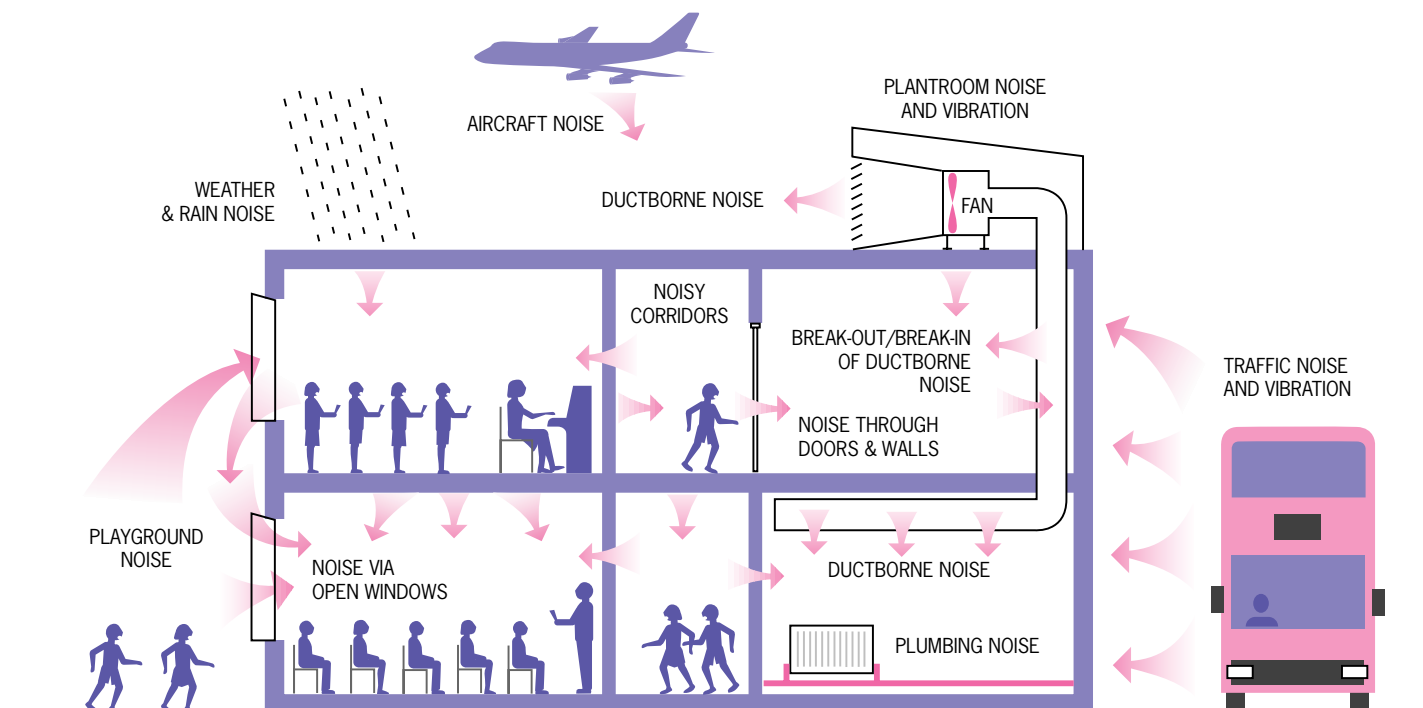 PLANTROOM NOISE
AND VIBRATION
AIRCRAFT NOISE
WEATHER
& RAIN NOISE
DUCTBORNE NOISE
FAN
NOISY
CORRIDORS
BREAK-OUT/BREAK-IN
OF DUCTBORNE
NOISE
TRAFFIC NOISE
AND VIBRATION
NOISE THROUGH
DOORS & WALLS
PLAYGROUND
NOISE
NOISE VIA
OPEN WINDOWS
DUCTBORNE NOISE
PLUMBING NOISE